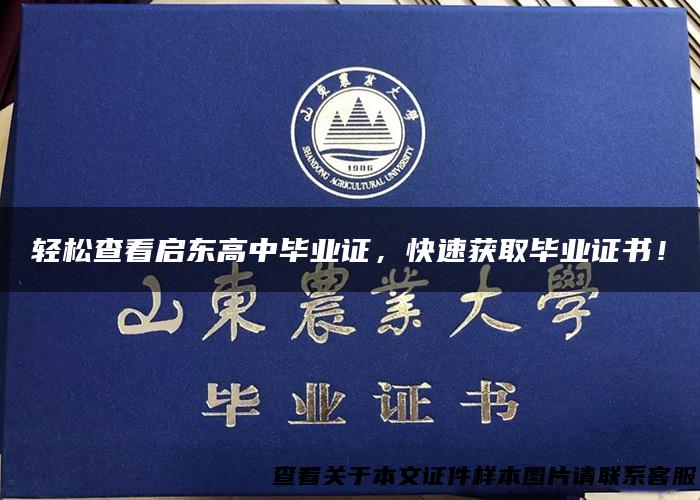 山東農業大學
1906
SHANDONG AGRICULTURAL UNIVERSITY
轻松查看启东高中毕业证，快速获取毕业证书！
山東農業大學
毕业证书
查看关于本文证件样本图片请联系客服